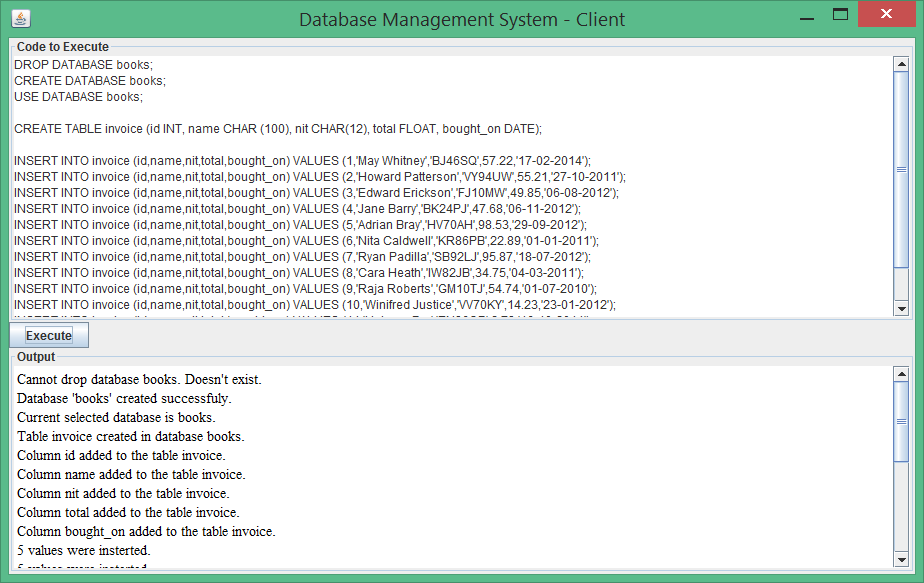 Database Management System - Client
Code to Execute
DROP DATABASE books;
CREATE DATABASE books;
USE DATABASE books;
CREATE TABLE invoice (id INT, name CHAR (100), nit CHAR(12), total FLOAT, bought_on DATE);
INSERT INTO invoice (id,name,nit,total,bought_on) VALUES (1,'May Whitney','BJ46SQ',57.22,'17-02-2014');
INSERT INTO invoice (id,name,nit,total,bought_on) VALUES (2,'Howard Patterson','VY94UW',55.21,'27-10-2011');
INSERT INTO invoice (id,name,nit,total,bought_on) VALUES (3,'Edward Erickson','FJ10MW',49.85,'06-08-2012');
INSERT INTO invoice (id,name,nit,total,bought_on) VALUES (4,'Jane Barry','BK24PJ',47.68,'06-11-2012');
INSERT INTO invoice (id,name,nit,total,bought_on) VALUES (5,'Adrian Bray','HV70AH',98.53,'29-09-2012');
INSERT INTO invoice (id,name,nit,total,bought_on) VALUES (6,'Nita Caldwell','KR86PB',22.89,'01-01-2011');
INSERT INTO invoice (id,name,nit,total,bought_on) VALUES (7,'Ryan Padilla','SB92LJ',95.87,'18-07-2012');
INSERT INTO invoice (id,name,nit,total,bought_on) VALUES (8,'Cara Heath','IW82JB',34.75,'04-03-2011');
INSERT INTO invoice (id,name,nit,total,bought_on) VALUES (9,'Raja Roberts','GM10TJ',54.74,'01-07-2010');
INSERT INTO invoice (id,name,nit,total,bought_on) VALUES (10,'Winifred Justice','VV70KY',14.23,'23-01-2012');
INSERT INTO invoice (id,name,nit,total,bought_on) VALUES
Execute
Output
Cannot drop database books. Doesn't exist.
Database 'books' created successfuly.
Current selected database is books.
Table invoice created in database books.
Column id added to the table invoice.
Column name added to the table invoice.
Column nit added to the table invoice.
Column total added to the table invoice.
Column bought_on added to the table invoice.
5 values were insterted.
5 values were insterted.